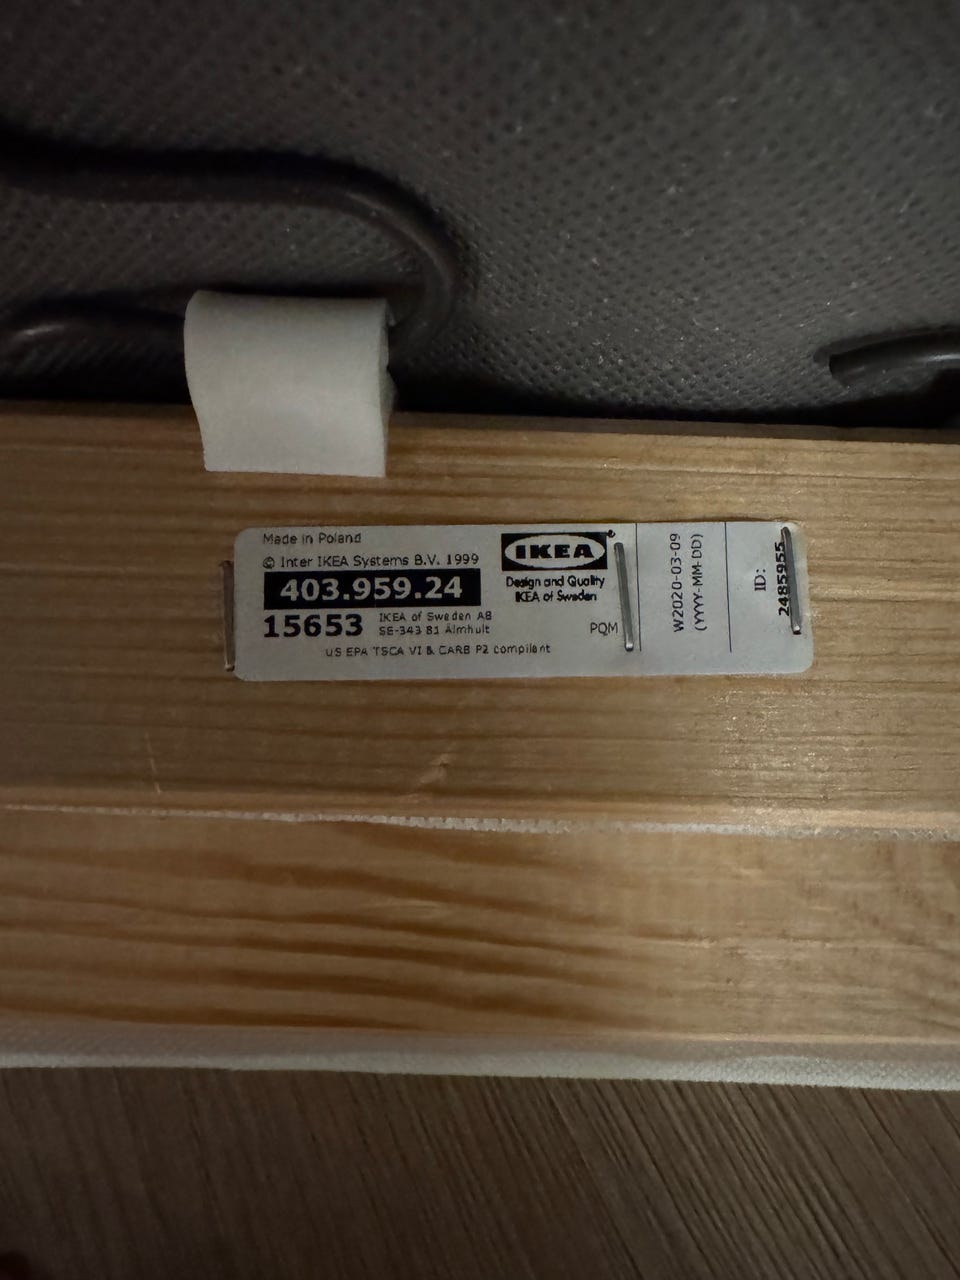 Made in Poland
© Inter IKEA Systems B.V. 1999
403.959.24
15653
IKEA of Sweden AB
SE-343 81 Älmhult
US EPA TSCA VI & CARB P2 compliant
IKEA
Design and Quality
IKEA of Sweden
PQM
W2020-03-09
(YYYY-MM-DD)
ID:
2485955